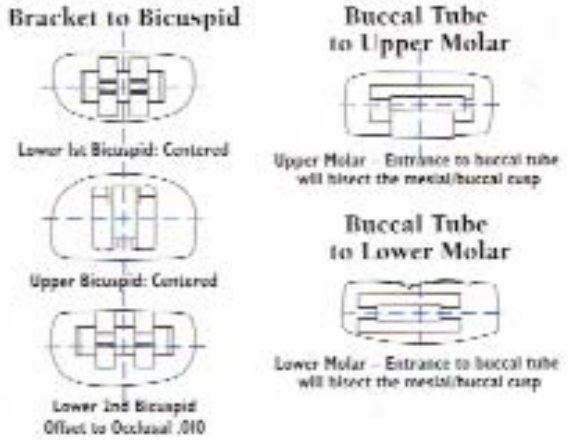 Bracket to Bicuspid
Lower 1st Bicuspid: Centered
Upper Bicuspid: Centered
Lower 2nd Bicuspid
Offset to Occlusal .010
Buccal Tube
to Upper Molar
Upper Molar – Entrance to buccal tube
will bisect the mesial/buccal cusp
Buccal Tube
to Lower Molar
Lower Molar – Entrance to buccal tube
will bisect the mesial/buccal cusp